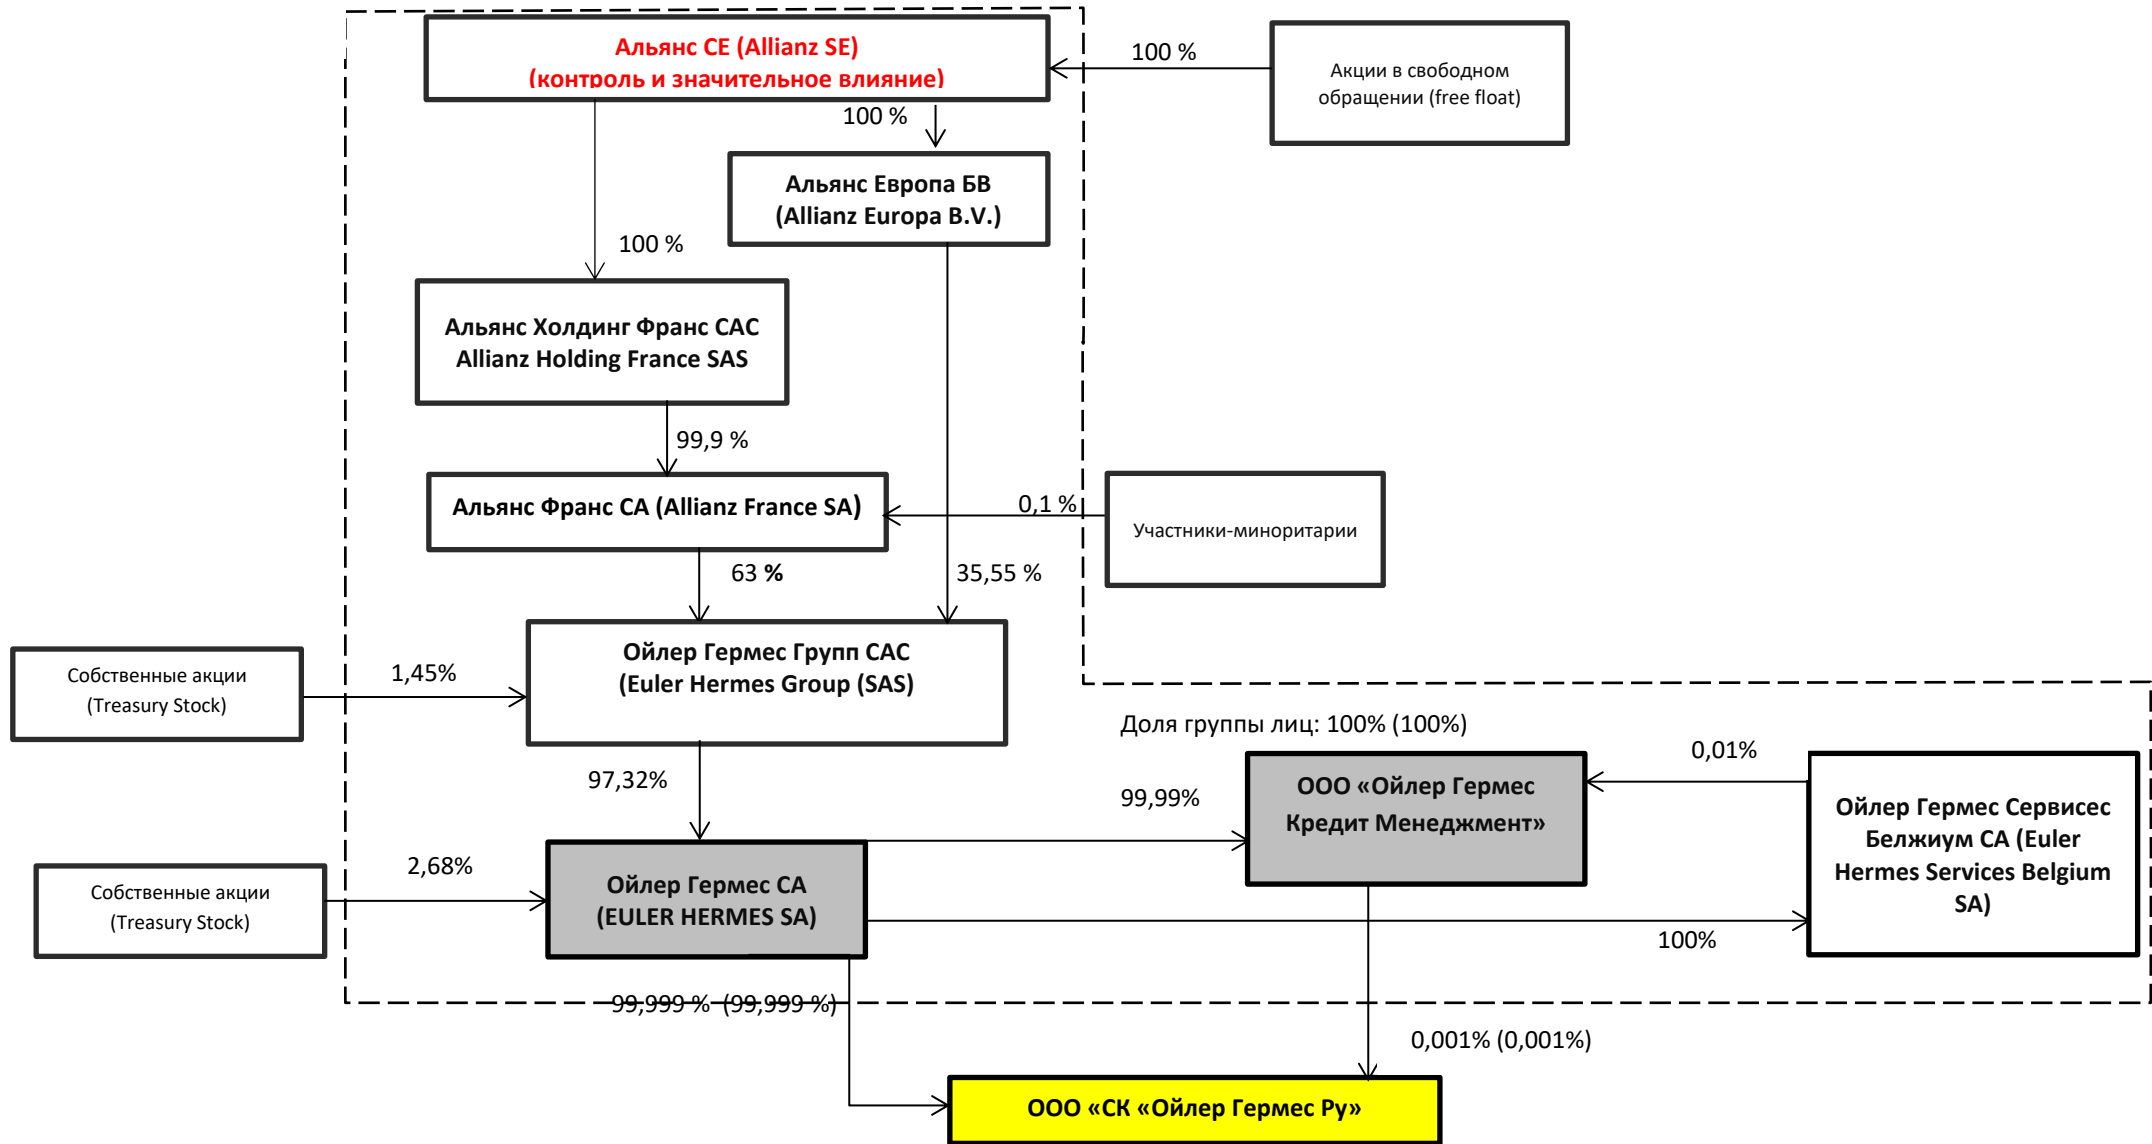 Альянс СЕ (Allianz SE)
(контроль и значительное влияние)
100 %
Акции в свободном
обращении (free float)
100 %
Альянс Европа БВ
(Allianz Europa B.V.)
100 %
Альянс Холдинг Франс САС
Allianz Holding France SAS
99,9 %
Альянс Франс СА (Allianz France SA)
0,1 %
Участники-миноритарии
63 %
35,55 %
Ойлер Гермес Групп САС
(Euler Hermes Group (SAS)
Собственные акции
(Treasury Stock)
1,45%
Доля группы лиц: 100% (100%)
97,32%
99,99%
ООО «Ойлер Гермес
Кредит Менеджмент»
0,01%
Ойлер Гермес Сервисес
Белжиум СА (Euler
Hermes Services Belgium
SA)
Собственные акции
(Treasury Stock)
2,68%
Ойлер Гермес СА
(EULER HERMES SA)
100%
99,999 % (99,999 %)
0,001% (0,001%)
ООО «СК «Ойлер Гермес Ру»